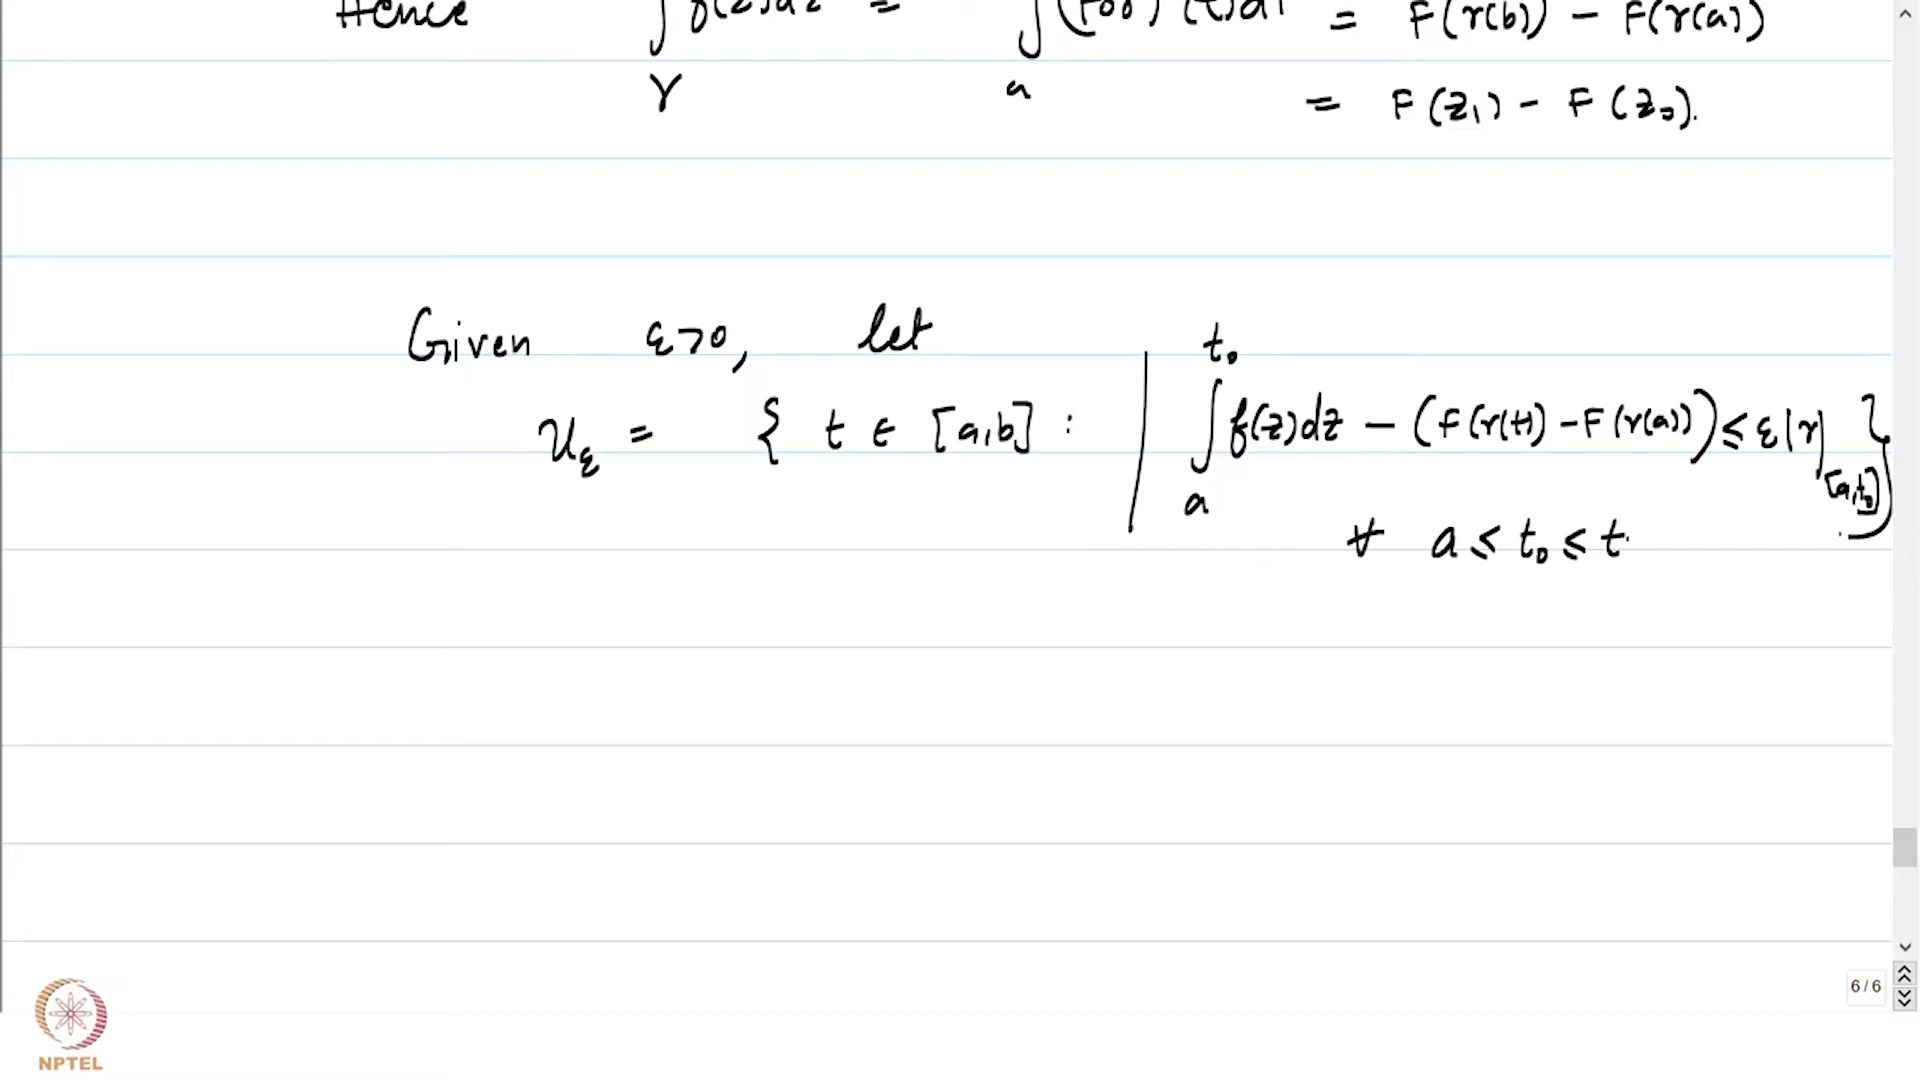 Hence ∫_γ f(z)dz = ∫_a (F∘γ)'(t)dt = F(γ(b)) - F(γ(a))
= F(z₁) - F(z₀).
Given ε>0, let
U_ε = { t ∈ [a,b] : | ∫_a^{t₀} f(z)dz - (F(γ(t)) - F(γ(a))) ≤ ε|γ|_{[a,t₀]} }
∀ a ≤ t₀ ≤ t.
6 / 6
NPTEL